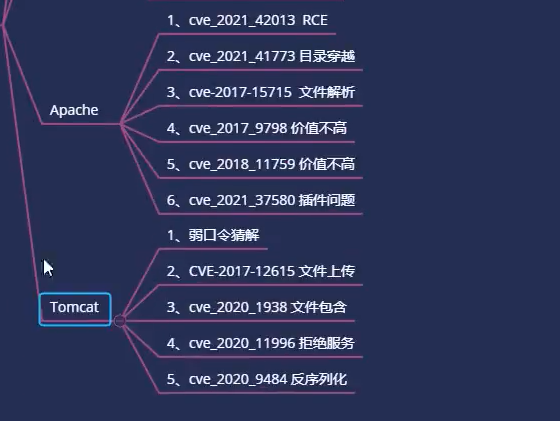 Apache
1、cve_2021_42013 RCE
2、cve_2021_41773 目录穿越
3、cve-2017-15715 文件解析
4、cve_2017_9798 价值不高
5、cve_2018_11759 价值不高
6、cve_2021_37580 插件问题
Tomcat
1、弱口令猜解
2、CVE-2017-12615 文件上传
3、cve_2020_1938 文件包含
4、cve_2020_11996 拒绝服务
5、cve_2020_9484 反序列化